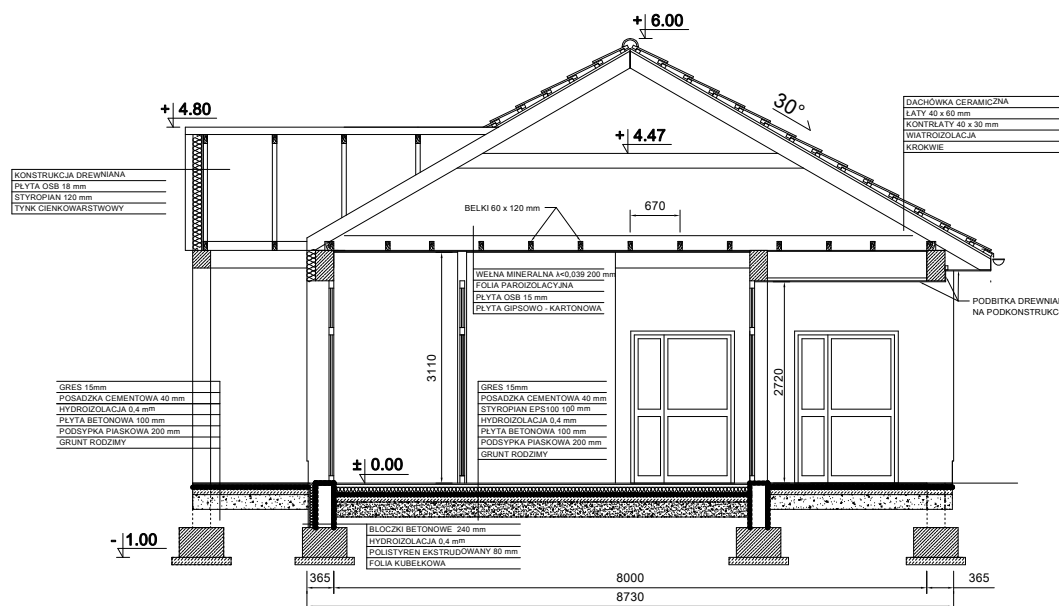 + 6.00
+ 4.80
30°
DACHÓWKA CERAMICZNA
ŁATY 40 x 60 mm
KONTRŁATY 40 x 30 mm
WIATROIZOLACJA
KROKWIE
+ 4.47
KONSTRUKCJA DREWNIANA
PŁYTA OSB 18 mm
STYROPIAN 120 mm
TYNK CIENKOWARSTWOWY
BELKI 60 x 120 mm
670
WEŁNA MINERALNA λ<0,039 200 mm
FOLIA PAROIZOLACYJNA
PŁYTA OSB 15 mm
PŁYTA GIPSOWO - KARTONOWA
PODBITKA DREWNIA
NA PODKONSTRUKC
3110
2720
GRES 15mm
POSADZKA CEMENTOWA 40 mm
HYDROIZOLACJA 0,4 mm
PŁYTA BETONOWA 100 mm
PODSYPKA PIASKOWA 200 mm
GRUNT RODZIMY
GRES 15mm
POSADZKA CEMENTOWA 40 mm
STYROPIAN EPS100 100 mm
HYDROIZOLACJA 0,4 mm
PŁYTA BETONOWA 100 mm
PODSYPKA PIASKOWA 200 mm
GRUNT RODZIMY
± 0.00
- 1.00
BLOCZKI BETONOWE 240 mm
HYDROIZOLACJA 0,4 mm
POLISTYREN EKSTRUDOWANY 80 mm
FOLIA KUBEŁKOWA
365
8000
365
8730